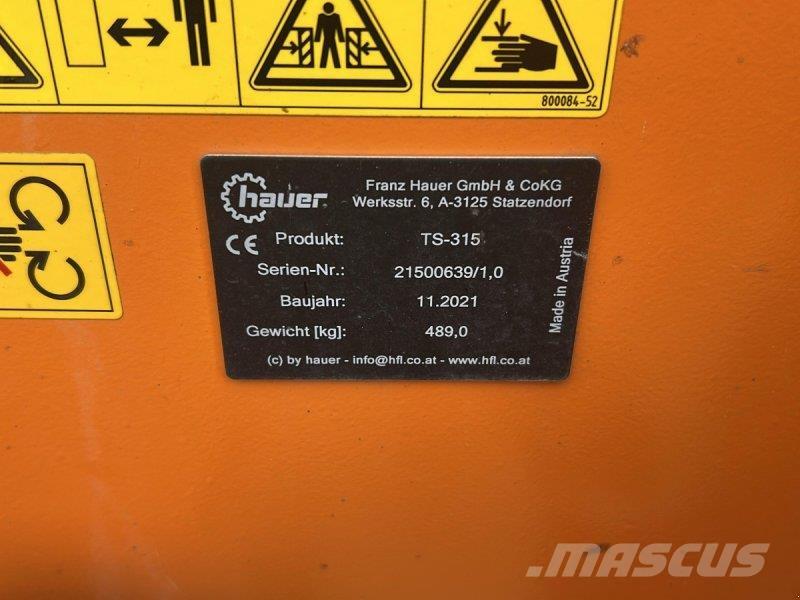 800084-52
hauer
Franz Hauer GmbH & CoKG
Werksstr. 6, A-3125 Statzendorf
CE Produkt: TS-315
Serien-Nr.: 21500639/1,0
Baujahr: 11.2021
Gewicht [kg]: 489,0
Made in Austria
(c) by hauer - info@hfl.co.at - www.hfl.co.at
MASCUS